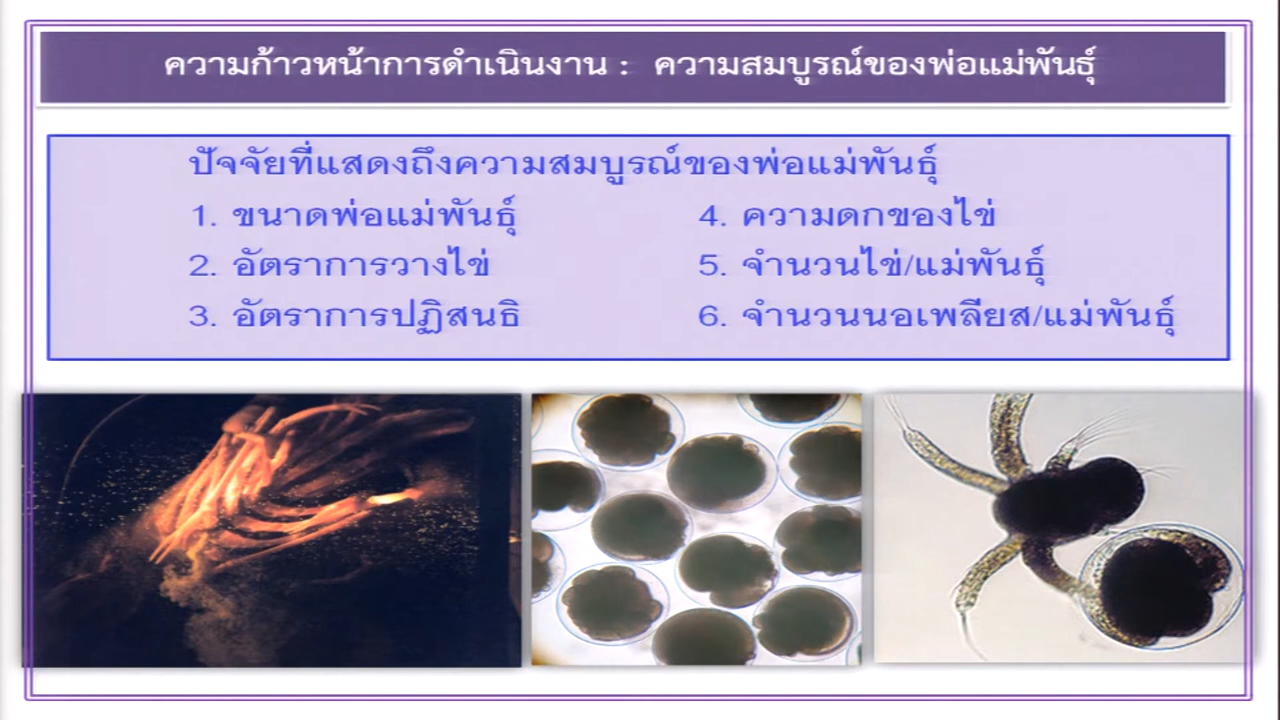 ความก้าวหน้าการดำเนินงาน : ความสมบูรณ์ของพ่อแม่พันธุ์
ปัจจัยที่แสดงถึงความสมบูรณ์ของพ่อแม่พันธุ์
1. ขนาดพ่อแม่พันธุ์
2. อัตราการวางไข่
3. อัตราการปฏิสนธิ
4. ความดกของไข่
5. จำนวนไข่/แม่พันธุ์
6. จำนวนนอเพลียส/แม่พันธุ์